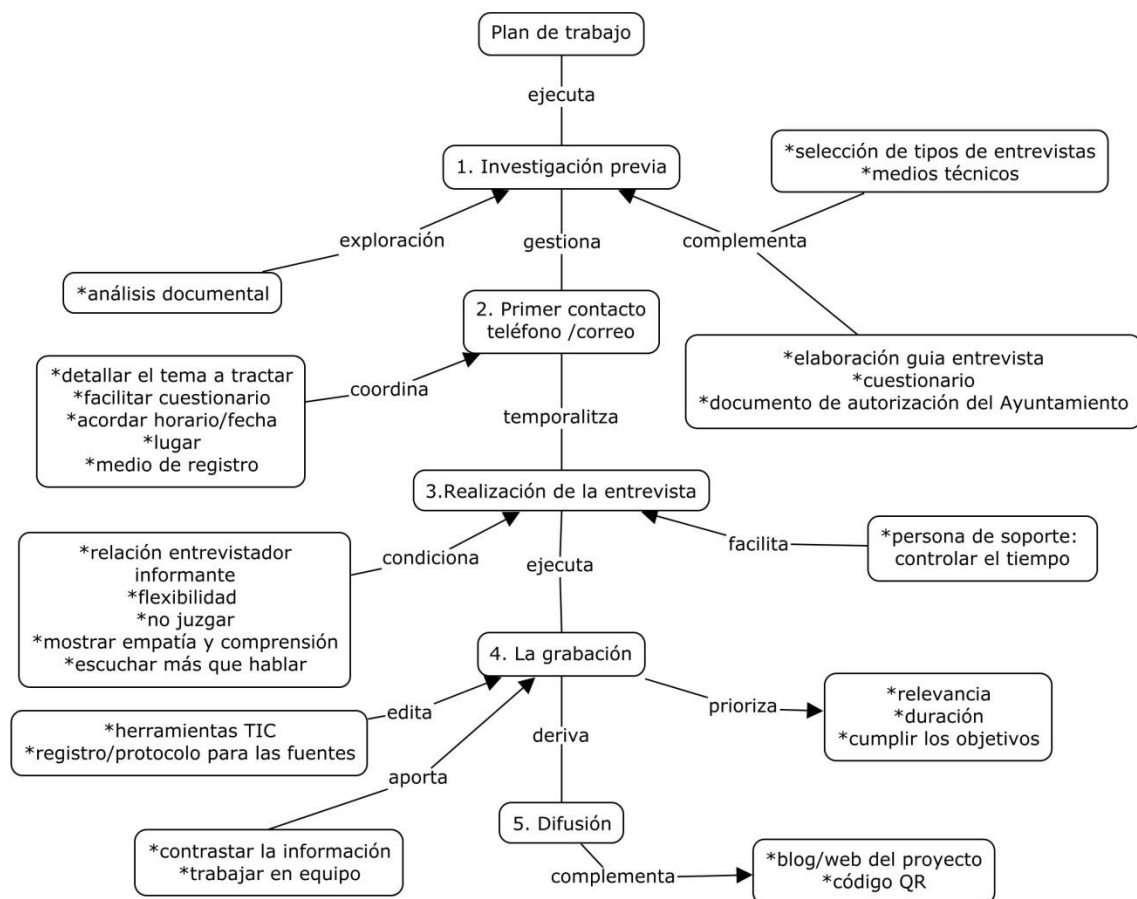 Plan de trabajo
ejecuta
1. Investigación previa
*selección de tipos de entrevistas
*medios técnicos
exploración
gestiona
complementa
*análisis documental
2. Primer contacto
teléfono /correo
*elaboración guia entrevista
*cuestionario
*documento de autorización del Ayuntamiento
*detallar el tema a tractar
*facilitar cuestionario
*acordar horario/fecha
*lugar
*medio de registro
coordina
temporalitza
3.Realización de la entrevista
*relación entrevistador
informante
*flexibilidad
*no juzgar
*mostrar empatía y comprensión
*escuchar más que hablar
condiciona
ejecuta
facilita
*persona de soporte:
controlar el tiempo
4. La grabación
*herramientas TIC
*registro/protocolo para las fuentes
edita
deriva
prioriza
*relevancia
*duración
*cumplir los objetivos
aporta
*contrastar la información
*trabajar en equipo
5. Difusión
complementa
*blog/web del proyecto
*código QR